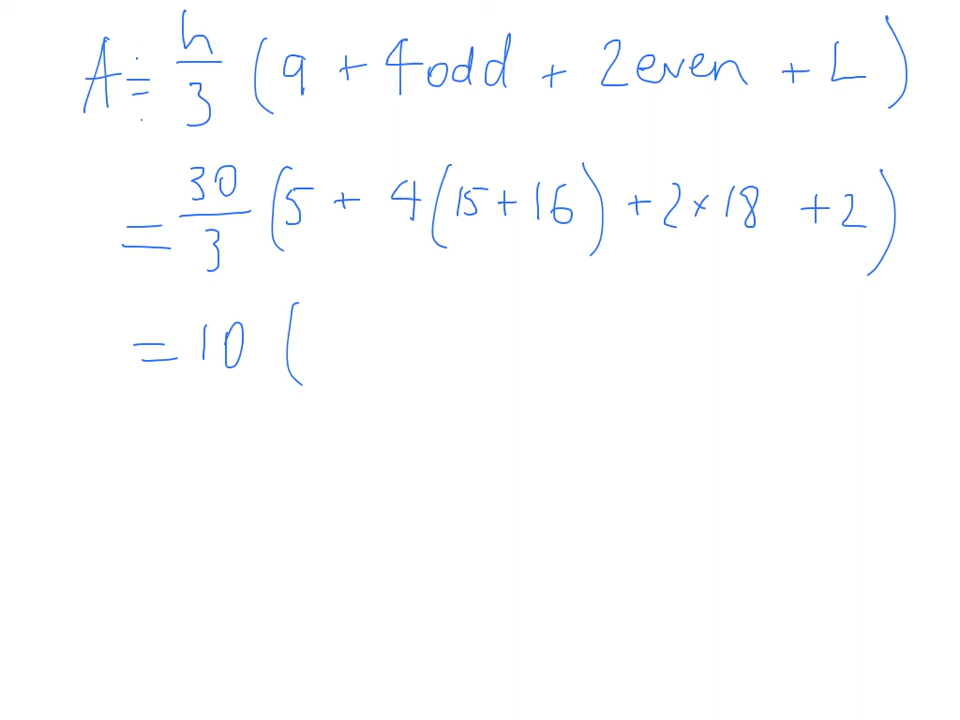 A ≑ h/3 (a + 4odd + 2even + L)
= 30/3 (5 + 4(15 + 16) + 2 × 18 + 2)
= 10 (